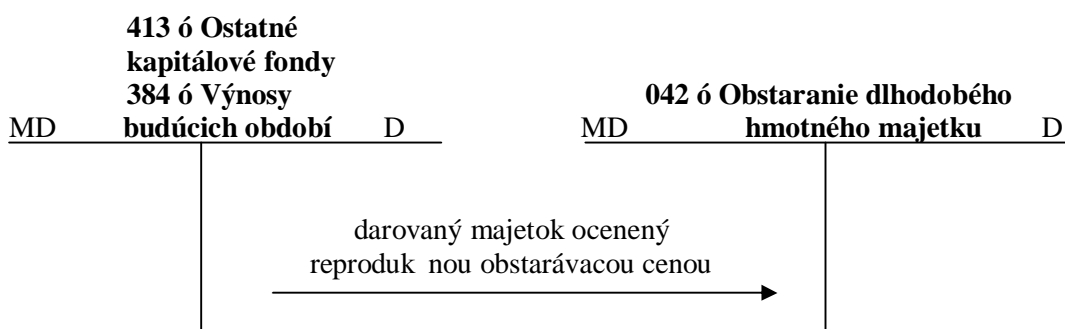 413 ó Ostatné
kapitálové fondy
384 ó Výnosy
MD budúcich období D
042 ó Obstaranie dlhodobého
MD hmotného majetku D
darovaný majetok ocenený
reproduk nou obstarávacou cenou